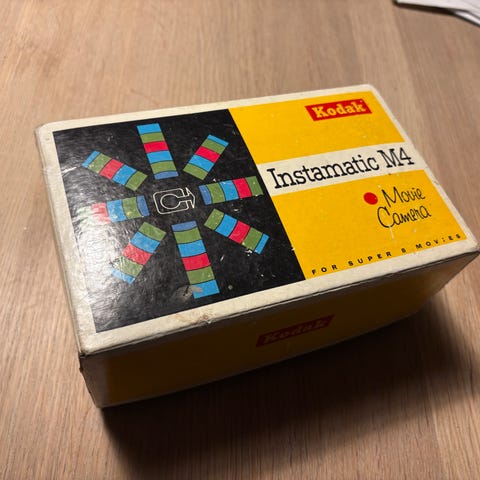 Kodak
Instamatic M4
Movie
Camera
FOR SUPER 8 MOVIES
Kodak